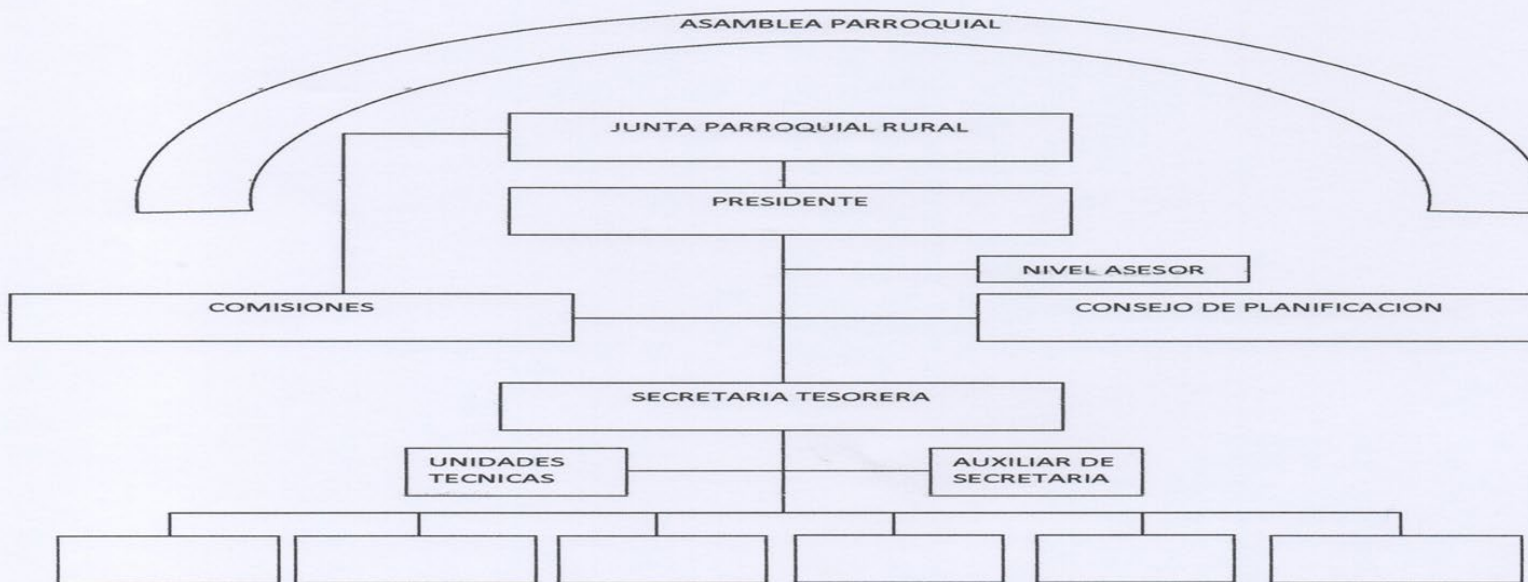 ASAMBLEA PARROQUIAL
JUNTA PARROQUIAL RURAL
PRESIDENTE
NIVEL ASESOR
COMISIONES
CONSEJO DE PLANIFICACION
SECRETARIA TESORERA
UNIDADES
TECNICAS
AUXILIAR DE
SECRETARIA